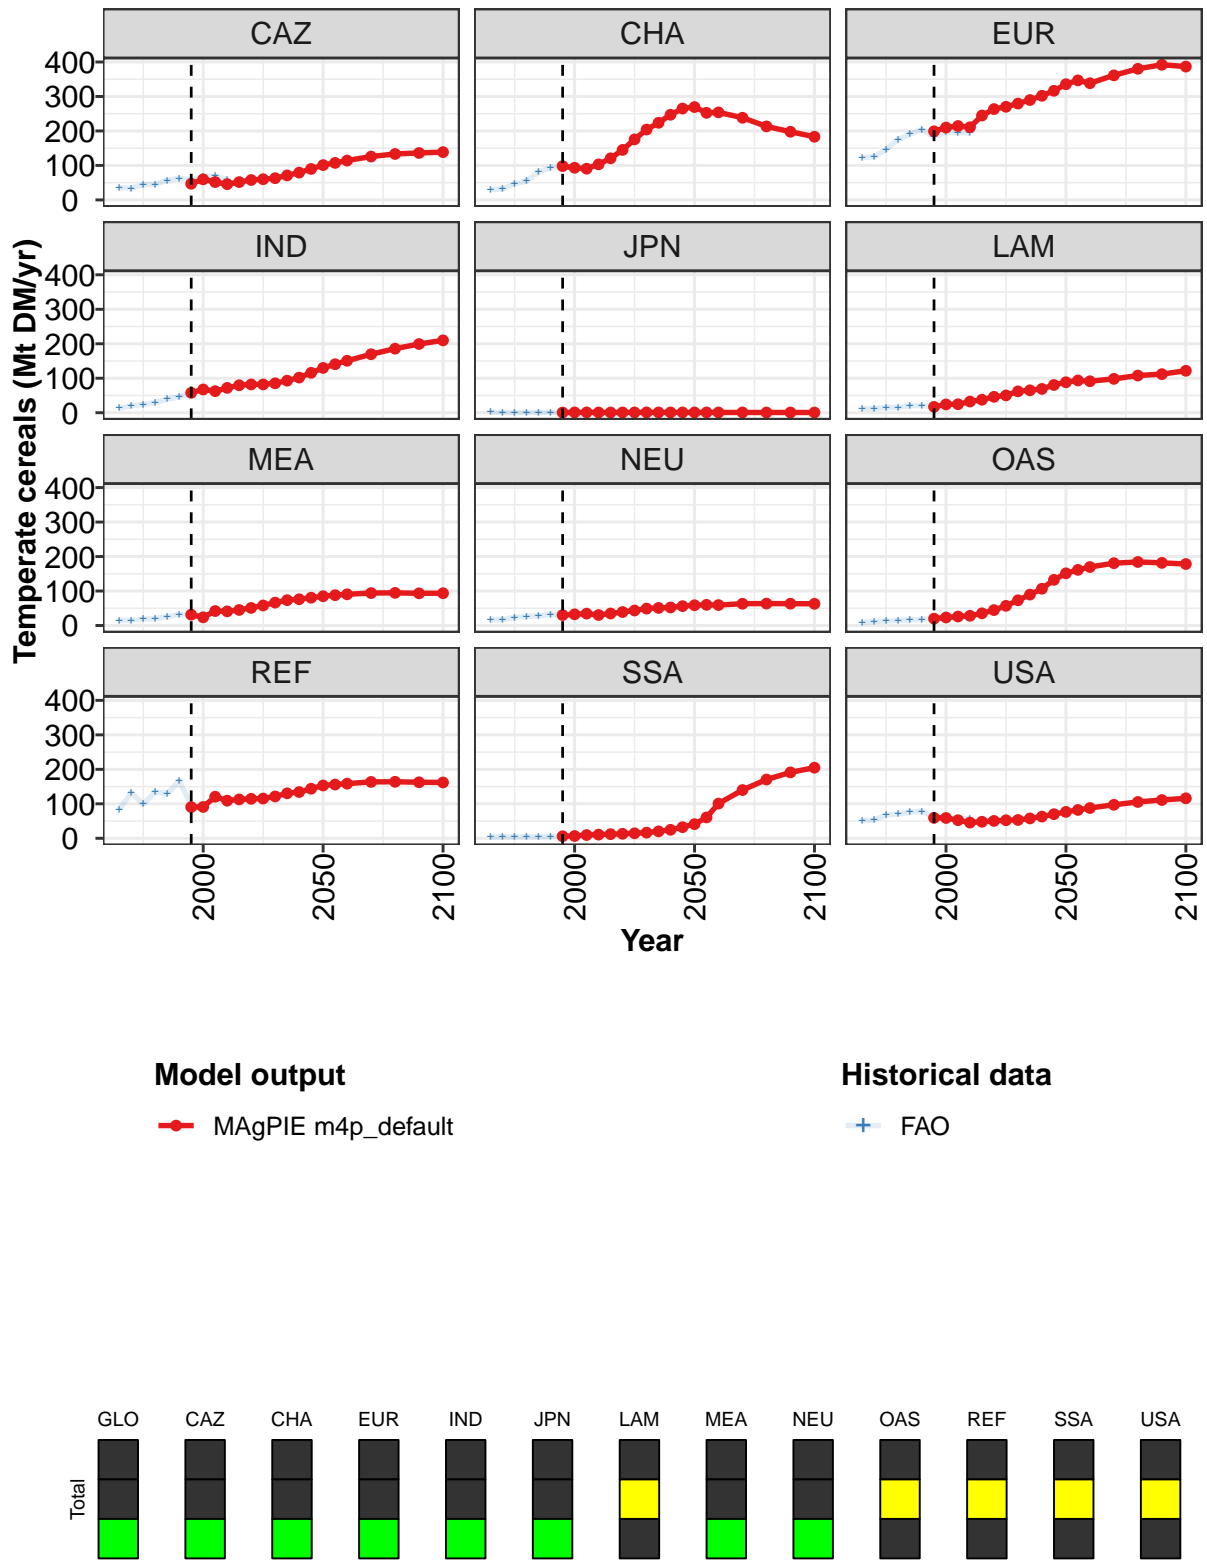 CAZ CHA EUR
400
300
200
100
0
IND JPN LAM
400
300
200
100
0
MEA NEU OAS
400
300
200
100
0
REF SSA USA
400
300
200
100
0
Temperate cereals (Mt DM/yr)
2000 2050 2100 2000 2050 2100 2000 2050 2100
Year
Model output Historical data
MAgPIE m4p_default FAO
GLO CAZ CHA EUR IND JPN LAM MEA NEU OAS REF SSA USA
Total